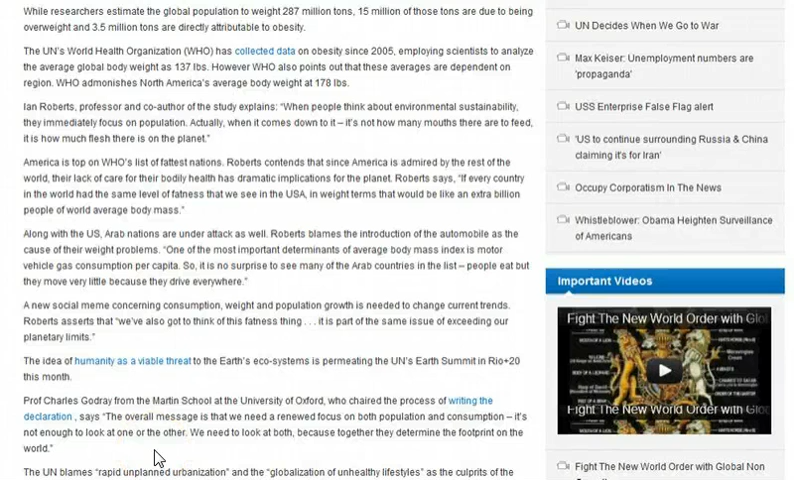 While researchers estimate the global population to weight 287 million tons, 15 million of those tons are due to being
overweight and 3.5 million tons are directly attributable to obesity.
The UN's World Health Organization (WHO) has collected data on obesity since 2005, employing scientists to analyze
the average global body weight as 137 lbs. However WHO also points out that these averages are dependent on
region. WHO admonishes North America's average body weight at 178 lbs.
Ian Roberts, professor and co-author of the study explains: “When people think about environmental sustainability,
they immediately focus on population. Actually, when it comes down to it – it's not how many mouths there are to feed,
it is how much flesh there is on the planet.”
America is top on WHO's list of fattest nations. Roberts contends that since America is admired by the rest of the
world, their lack of care for their bodily health has dramatic implications for the planet. Roberts says, “If every country
in the world had the same level of fatness that we see in the USA, in weight terms that would be like an extra billion
people of world average body mass.”
Along with the US, Arab nations are under attack as well. Roberts blames the introduction of the automobile as the
cause of their weight problems. “One of the most important determinants of average body mass index is motor
vehicle gas consumption per capita. So, it is no surprise to see many of the Arab countries in the list – people eat but
they move very little because they drive everywhere.”
A new social meme concerning consumption, weight and population growth is needed to change current trends.
Roberts asserts that “we've also got to think of this fatness thing . . . it is part of the same issue of exceeding our
planetary limits.”
The idea of humanity as a viable threat to the Earth's eco-systems is permeating the UN's Earth Summit in Rio+20
this month.
Prof Charles Godray from the Martin School at the University of Oxford, who chaired the process of writing the
declaration , says “The overall message is that we need a renewed focus on both population and consumption – it's
not enough to look at one or the other. We need to look at both, because together they determine the footprint on the
world.”
The UN blames “rapid unplanned urbanization” and the “globalization of unhealthy lifestyles” as the culprits of the
UN Decides When We Go to War
Max Keiser: Unemployment numbers are
'propaganda'
USS Enterprise False Flag alert
'US to continue surrounding Russia & China
claiming it's for Iran'
Occupy Corporatism In The News
Whistleblower: Obama Heighten Surveillance
of Americans
Important Videos
Fight The New World Order with Glo
Fight The New World Order with Glo
Fight The New World Order with Global Non